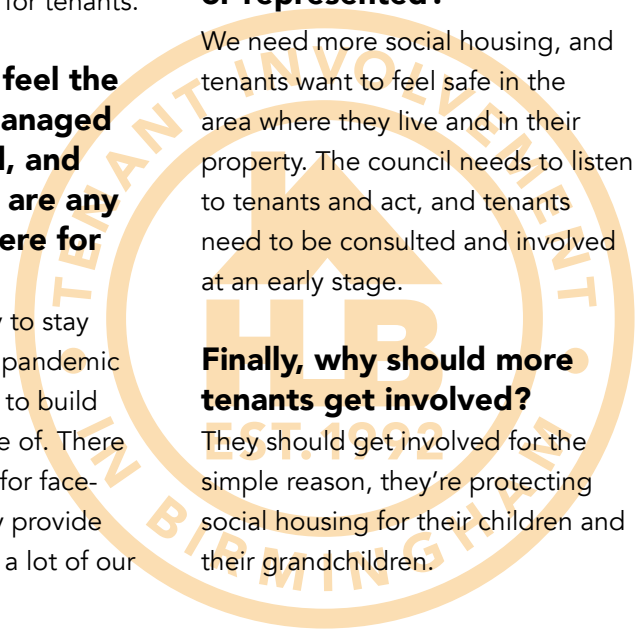 for tenants.
feel the
anaged
, and
are any
ere for
to stay
pandemic
to build
e of. There
for face-
provide
a lot of our
or represented?
We need more social housing, and
tenants want to feel safe in the
area where they live and in their
property. The council needs to listen
to tenants and act, and tenants
need to be consulted and involved
at an early stage.
Finally, why should more
tenants get involved?
They should get involved for the
simple reason, they're protecting
social housing for their children and
their grandchildren.
TENANT INVOLVEMENT
HLB
EST. 1992
IN BIRMINGHAM